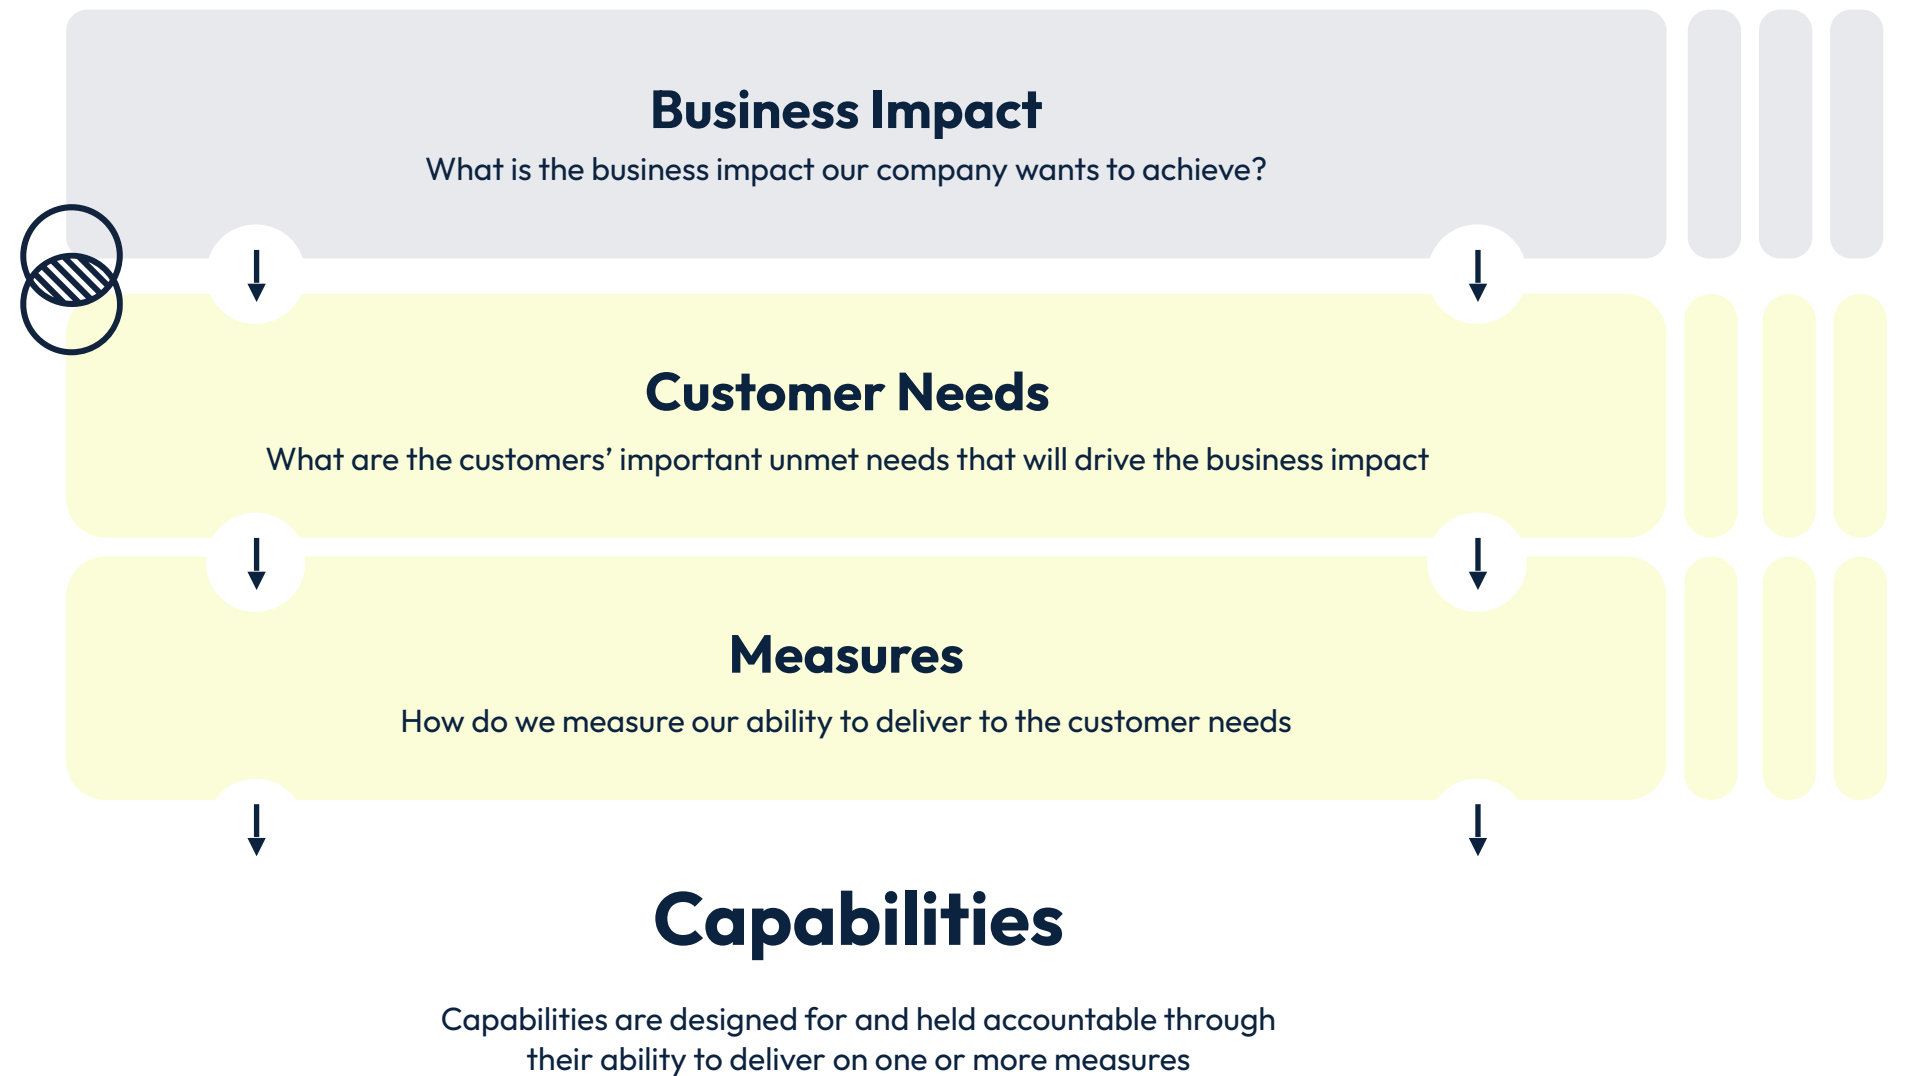 Business Impact
What is the business impact our company wants to achieve?
Customer Needs
What are the customers’ important unmet needs that will drive the business impact
Measures
How do we measure our ability to deliver to the customer needs
Capabilities
Capabilities are designed for and held accountable through
their ability to deliver on one or more measures